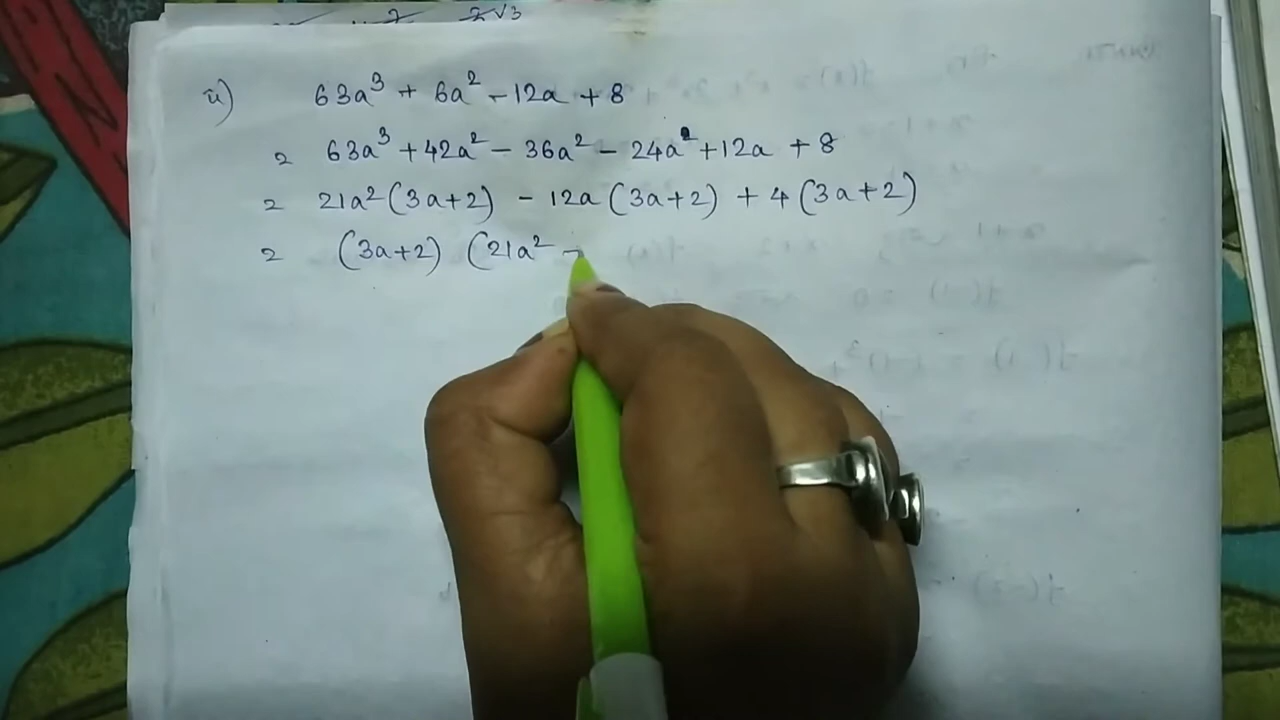 ii) 63a³ + 6a² - 12a + 8
= 63a³ + 42a² - 36a² - 24a + 12a + 8
= 21a² (3a+2) - 12a (3a+2) + 4 (3a+2)
= (3a+2) (21a² -